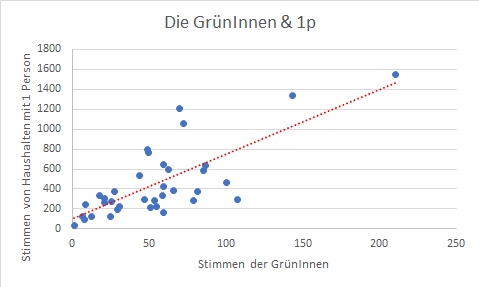 Die GrünInnen & 1p
Stimmen von Haushalten mit 1 Person
1800
1600
1400
1200
1000
800
600
400
200
0
0 50 100 150 200 250
Stimmen der GrünInnen